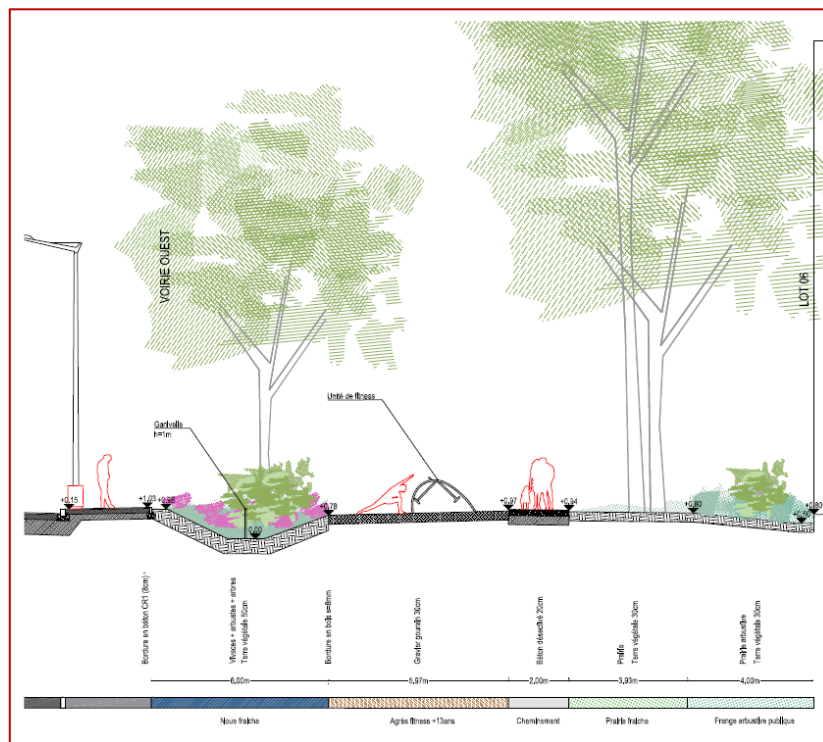 VOIRIE OUEST
LOT 06
Unité de fitness
Ganivelle
h=1m
+0,15
+1,03
+0,78
+0,97
+0,94
+0,80
Bordure en béton CR1 (8cm)
Vivaces + arbustes + arbres
Terre végétale 50cm
Bordure en bois e=8mm
Gravier gourain 30cm
Béton désactivé 20cm
Prairie
Terre végétale 30cm
Prairie arbustive
Terre végétale 30cm
6,00m
5,97m
2,00m
3,93m
4,00m
Noue fraîche
Agrès fitness +13ans
Cheminement
Prairie fraîche
Frange arbustive publique